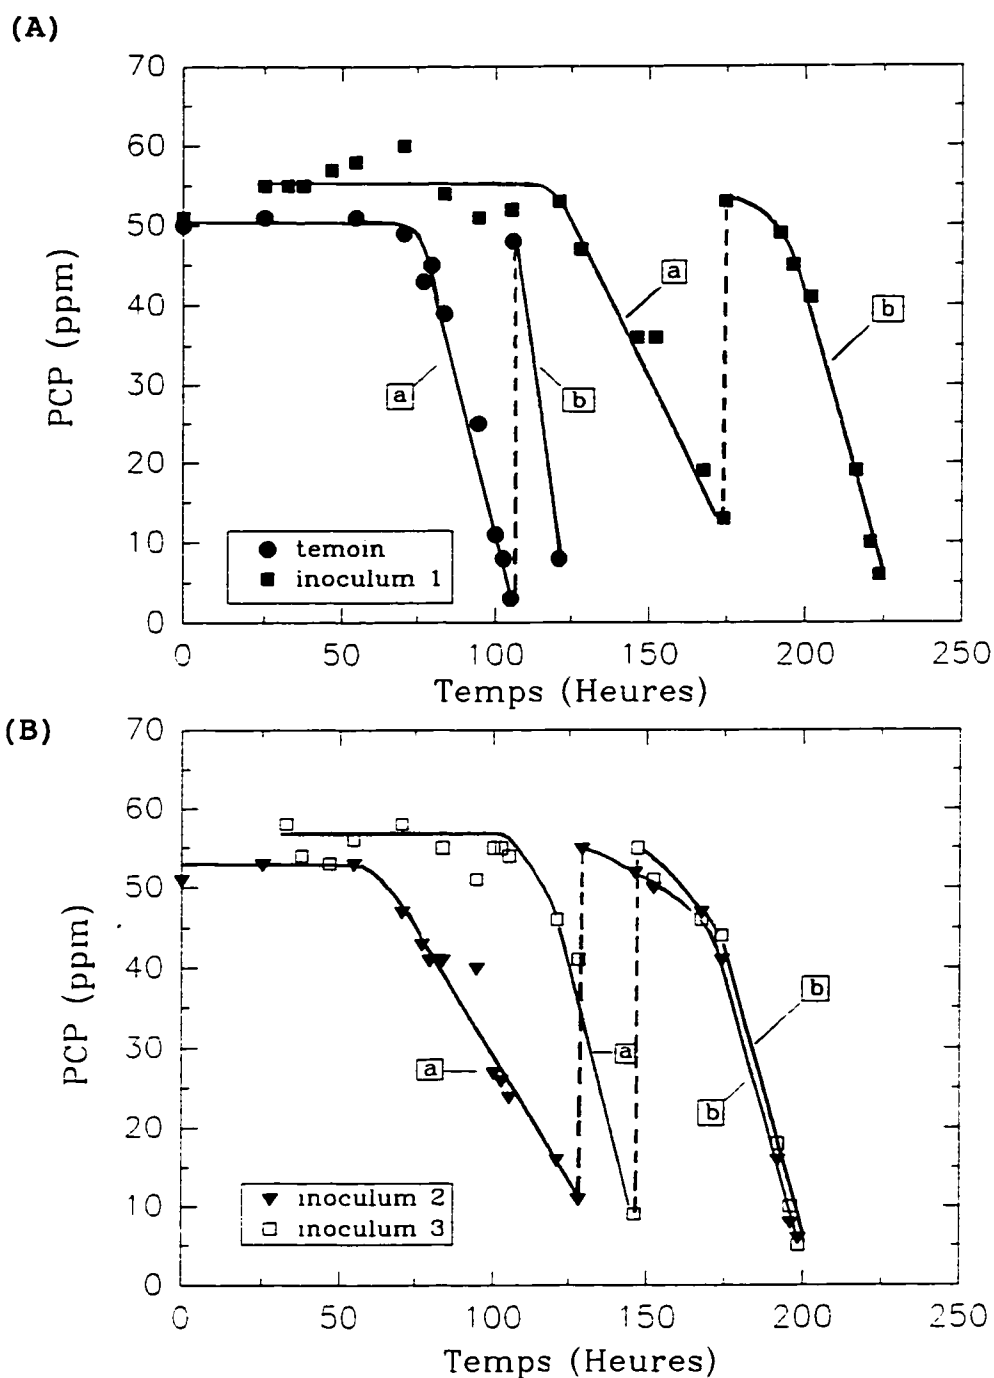 (A)
70
60
50
40
30
20
10
0
PCP (ppm)
a
b
a
b
temoin
inoculum 1
0 50 100 150 200 250
Temps (Heures)
(B)
70
60
50
40
30
20
10
0
PCP (ppm)
a
a
b
b
inoculum 2
inoculum 3
0 50 100 150 200 250
Temps (Heures)